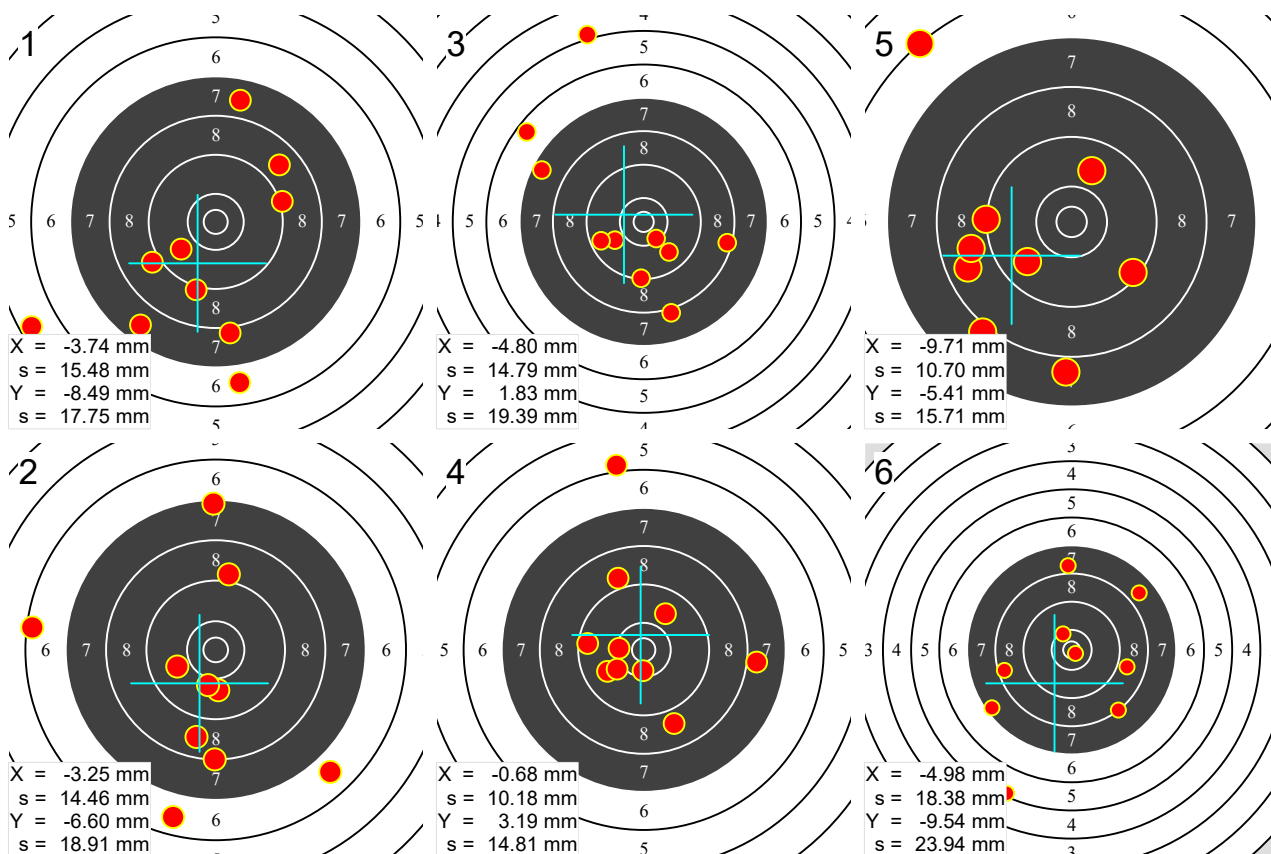 1
5
6
7
8
5 6 7 8 8 7 6 5
8
7
6
5
X = -3.74 mm
s = 15.48 mm
Y = -8.49 mm
s = 17.75 mm
3
4
5
6
7
8
4 5 6 7 8 8 7 6 5 4
8
7
6
5
4
X = -4.80 mm
s = 14.79 mm
Y = 1.83 mm
s = 19.39 mm
5
6
7
8
7 8 8 7
8
6
X = -9.71 mm
s = 10.70 mm
Y = -5.41 mm
s = 15.71 mm
2
5
6
7
8
6 7 8 8 7 6
8
7
6
X = -3.25 mm
s = 14.46 mm
Y = -6.60 mm
s = 18.91 mm
4
6
7
8
6 7 8 8 7 6
8
7
6
5
X = -0.68 mm
s = 10.18 mm
Y = 3.19 mm
s = 14.81 mm
6
3
4
5
6
7
8
3 4 5 6 7 8 8 7 6 5 4
8
7
6
5
4
3
X = -4.98 mm
s = 18.38 mm
Y = -9.54 mm
s = 23.94 mm